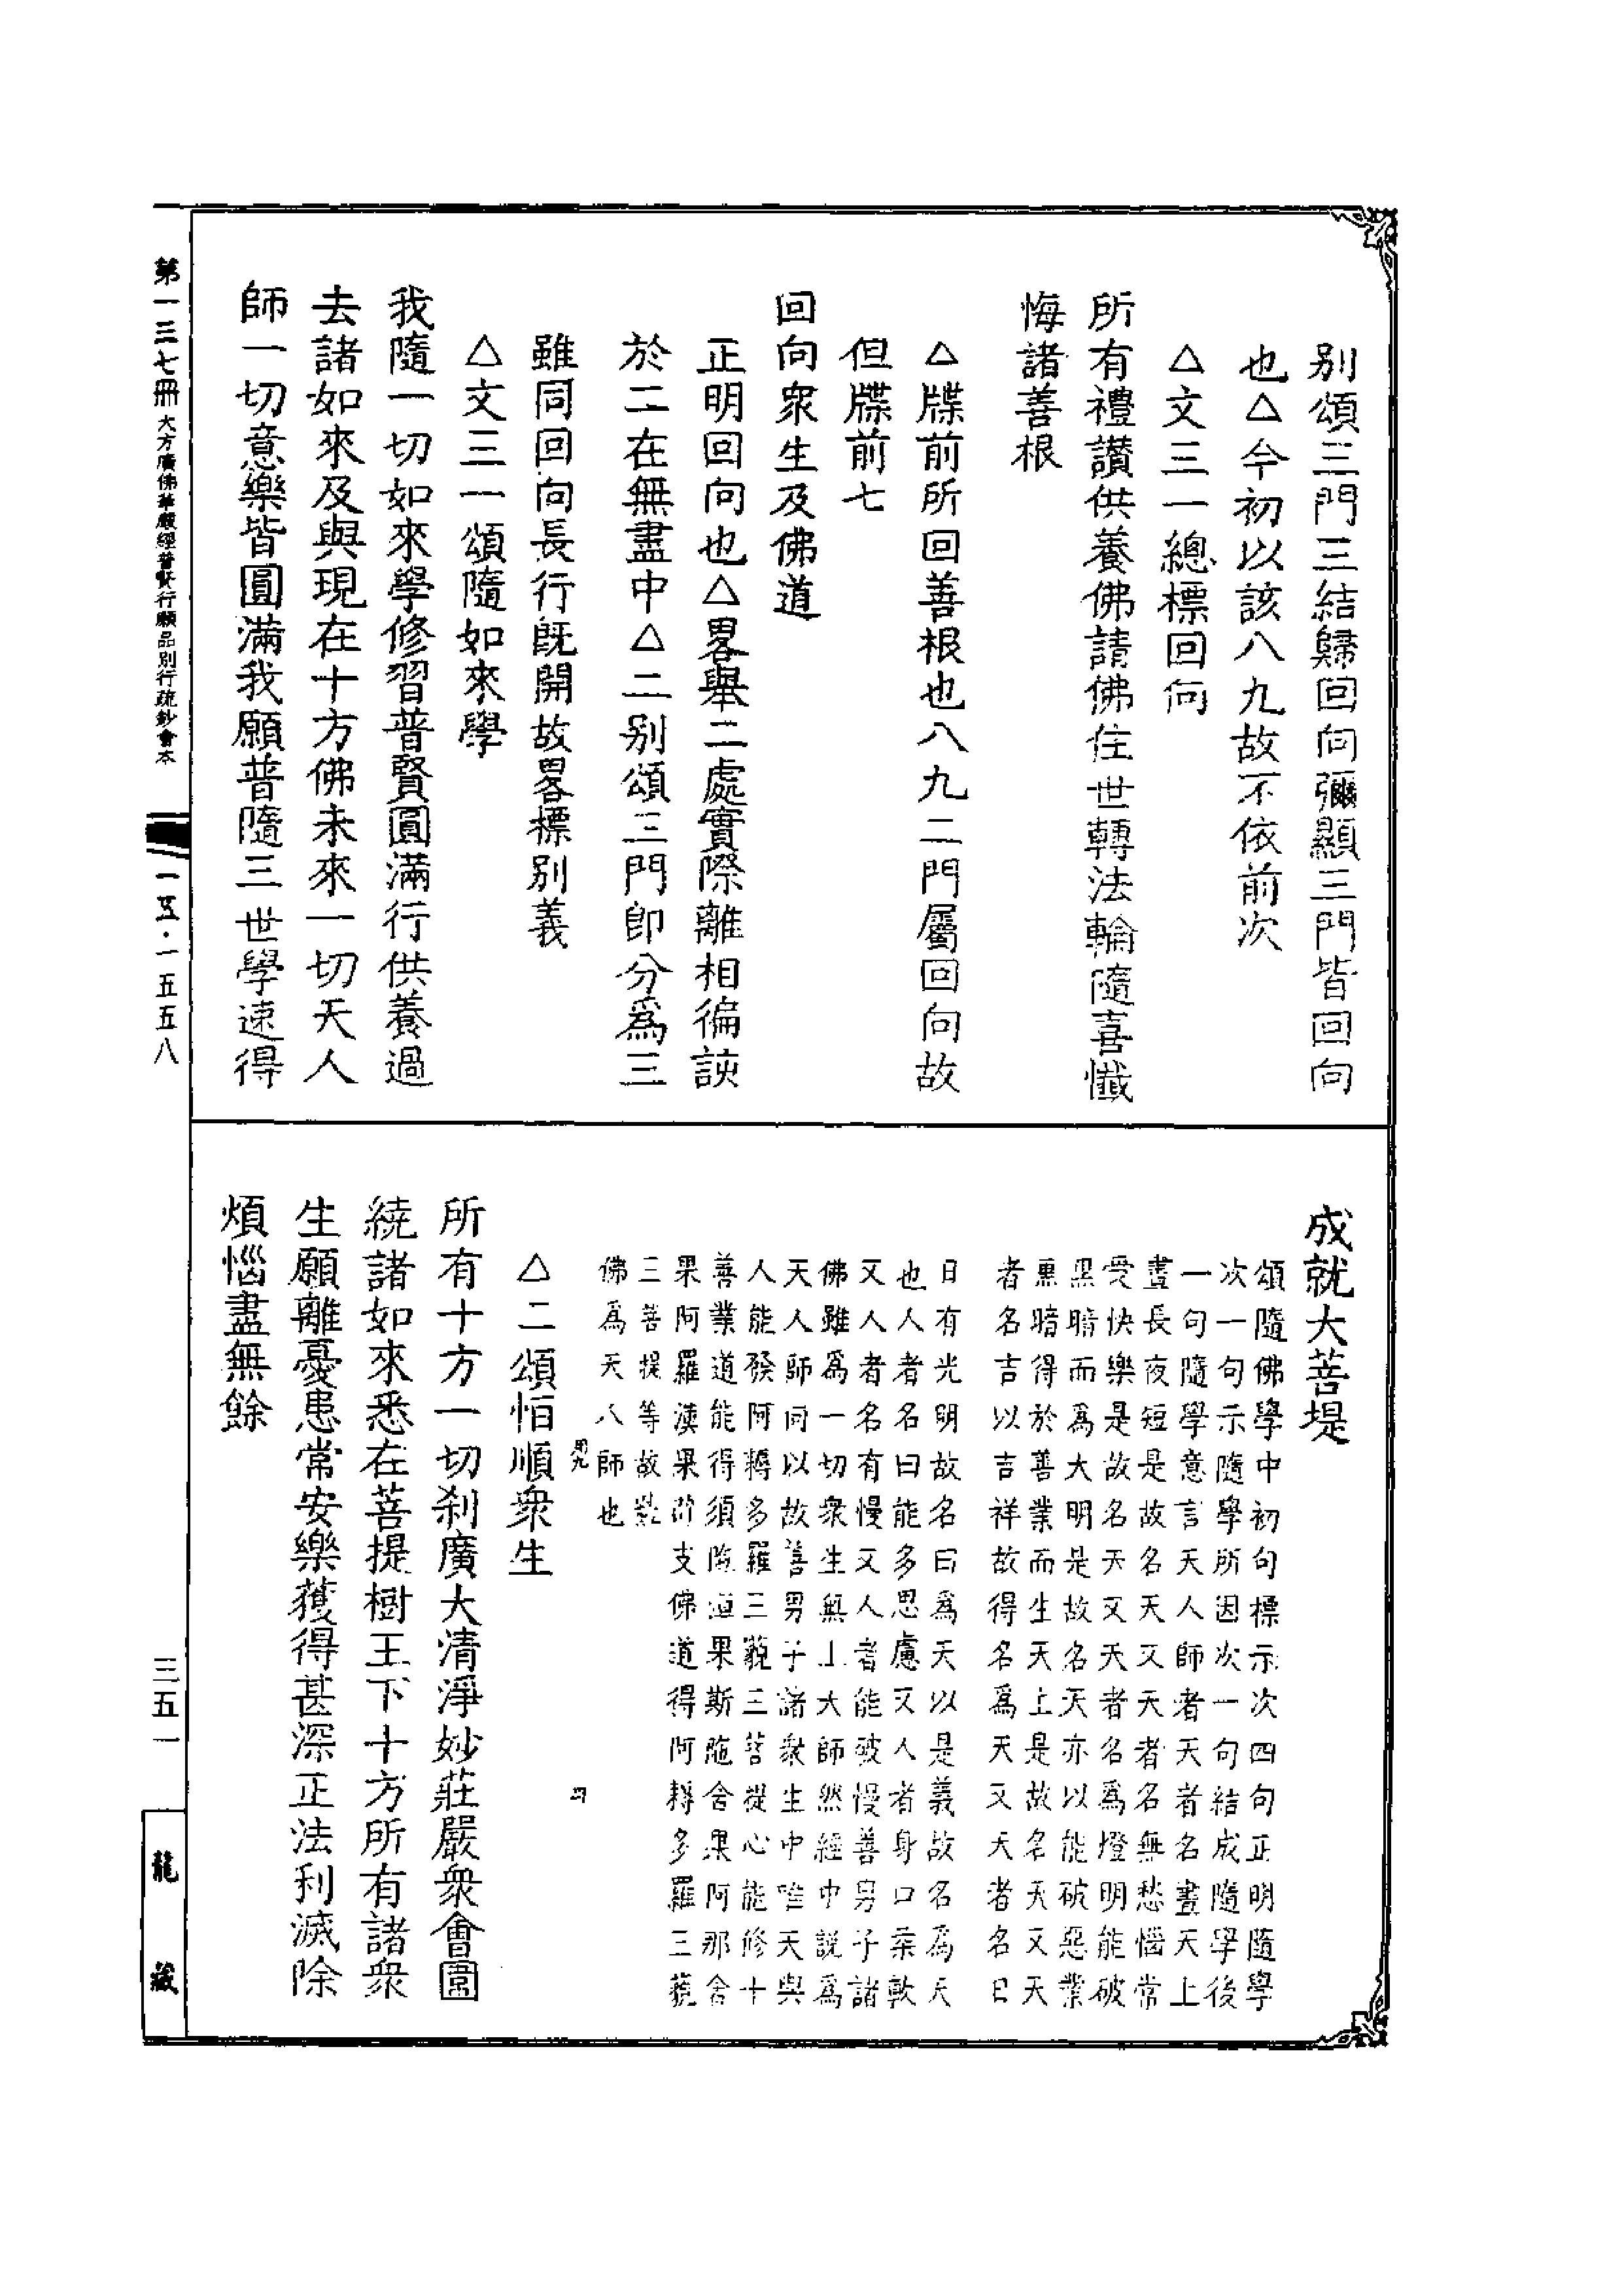 別頌三門三結歸回向彌顯三門皆回向
也△今初以該八九故不依前次
△文三一總標回向
所有禮讚供養佛請佛住世轉法輪隨喜懺
悔諸善根
△牒前所回善根也八九二門屬回向故
但牒前七
回向衆生及佛道
正明回向也△畧舉二處實際離相徧諛
於二在無盡中△二别頌三門即分爲三
雖同回向長行旣開故畧標别義
△文三一頌隨如來學
我隨一切如來學修習普賢圓滿行供養過
去諸如來及與現在十方佛未來一切天人
師一切意樂皆圓滿我願普隨三世學速得
成就大菩堤
頌隨佛學中初句標示次四句正明隨學
次一句示隨學所因次一句結成隨學後
一句隨學意言天人師者天者名晝天上
晝長夜短是故名天又天者名無愁惱常
受快樂是故名天又天者名爲燈明能破
黑暗而爲大明是故名天亦以能破惡業
黑暗得於善業而生天上是故名天又天
者名吉以吉祥故得名爲天又天者名日
日有光明故名曰爲天以是義故名爲天
也人者名曰能多思慮又人者身口柔軟
又人者名有慢又人者能破慢善男子諸
佛雖爲一切衆生無上大師然經中說爲
天人師何以故善男子諸衆生中唯天與
人能發阿耨多羅三藐三菩提心能修十
善業道能得須陁洹果斯陁含果阿那含
果阿羅漢果辟支佛道得阿耨多羅三藐
三菩提等故號
佛爲天人師也
△二頌恒順衆生
所有十方一切刹廣大清淨妙莊嚴衆會圍
繞諸如來悉在菩提樹王下十方所有諸衆
生願離憂患常安樂獲得甚深正法利滅除
煩惱盡無餘
第一三七冊 大方廣佛華嚴經普賢行願品別行疏鈔會本
一五·一五五八
三五一
龍藏